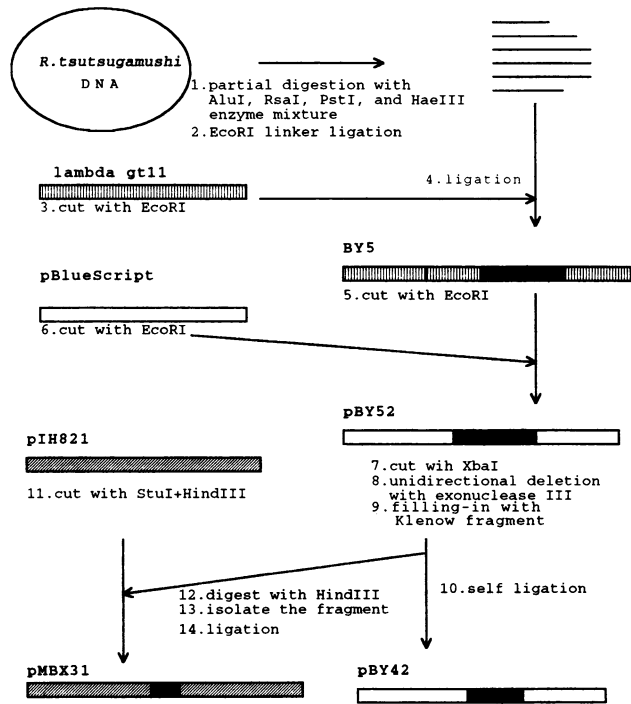 R.tsutsugamushi
DNA
1.partial digestion with
AluI, RsaI, PstI, and HaeIII
enzyme mixture
2.EcoRI linker ligation
lambda gt11
3.cut with EcoRI
4.ligation
BY5
5.cut with EcoRI
pBlueScript
6.cut with EcoRI
pBY52
7.cut wih XbaI
8.unidirectional deletion
with exonuclease III
9.filling-in with
Klenow fragment
pIH821
11.cut with StuI+HindIII
12.digest with HindIII
13.isolate the fragment
14.ligation
10.self ligation
pMBX31
pBY42